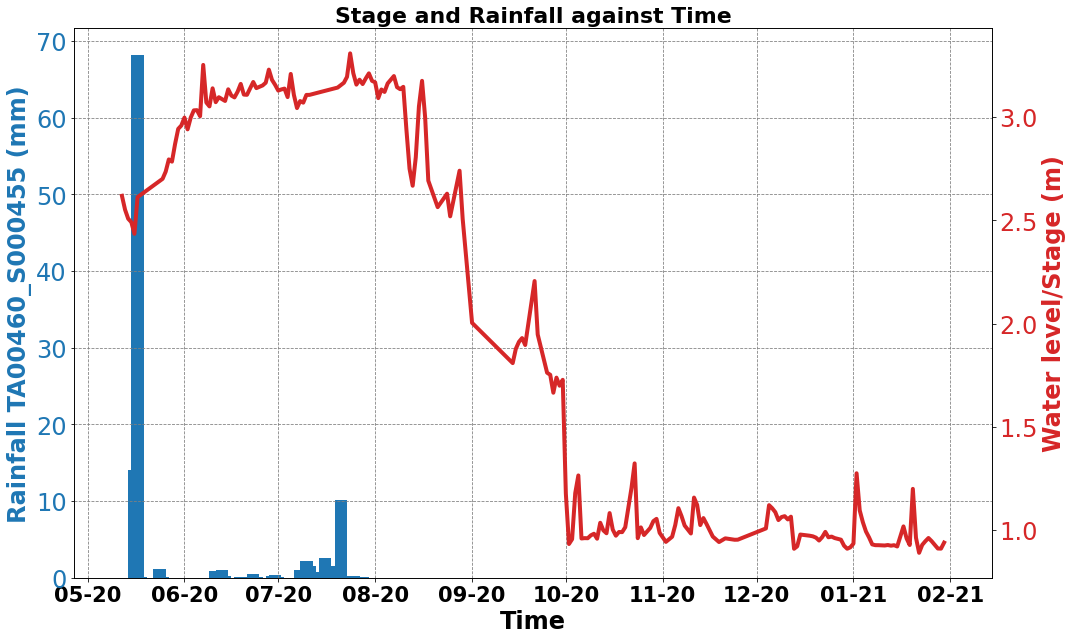 Stage and Rainfall against Time
Rainfall TA00460_S000455 (mm)
70
60
50
40
30
20
10
0
3.0
2.5
2.0
1.5
1.0
Water level/Stage (m)
05-20 06-20 07-20 08-20 09-20 10-20 11-20 12-20 01-21 02-21
Time